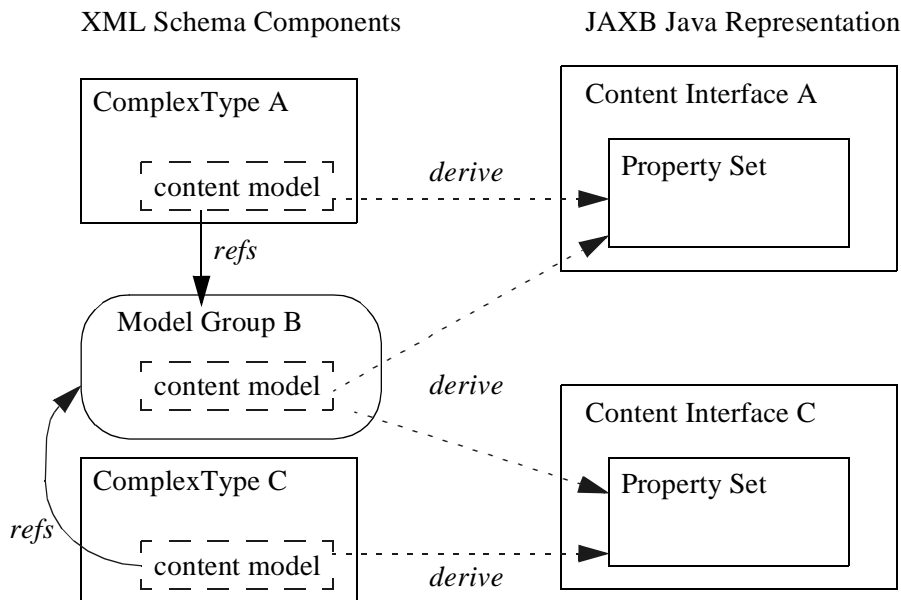 XML Schema Components
JAXB Java Representation
ComplexType A
content model
derive
Content Interface A
Property Set
refs
Model Group B
content model
derive
Content Interface C
Property Set
ComplexType C
refs
content model
derive